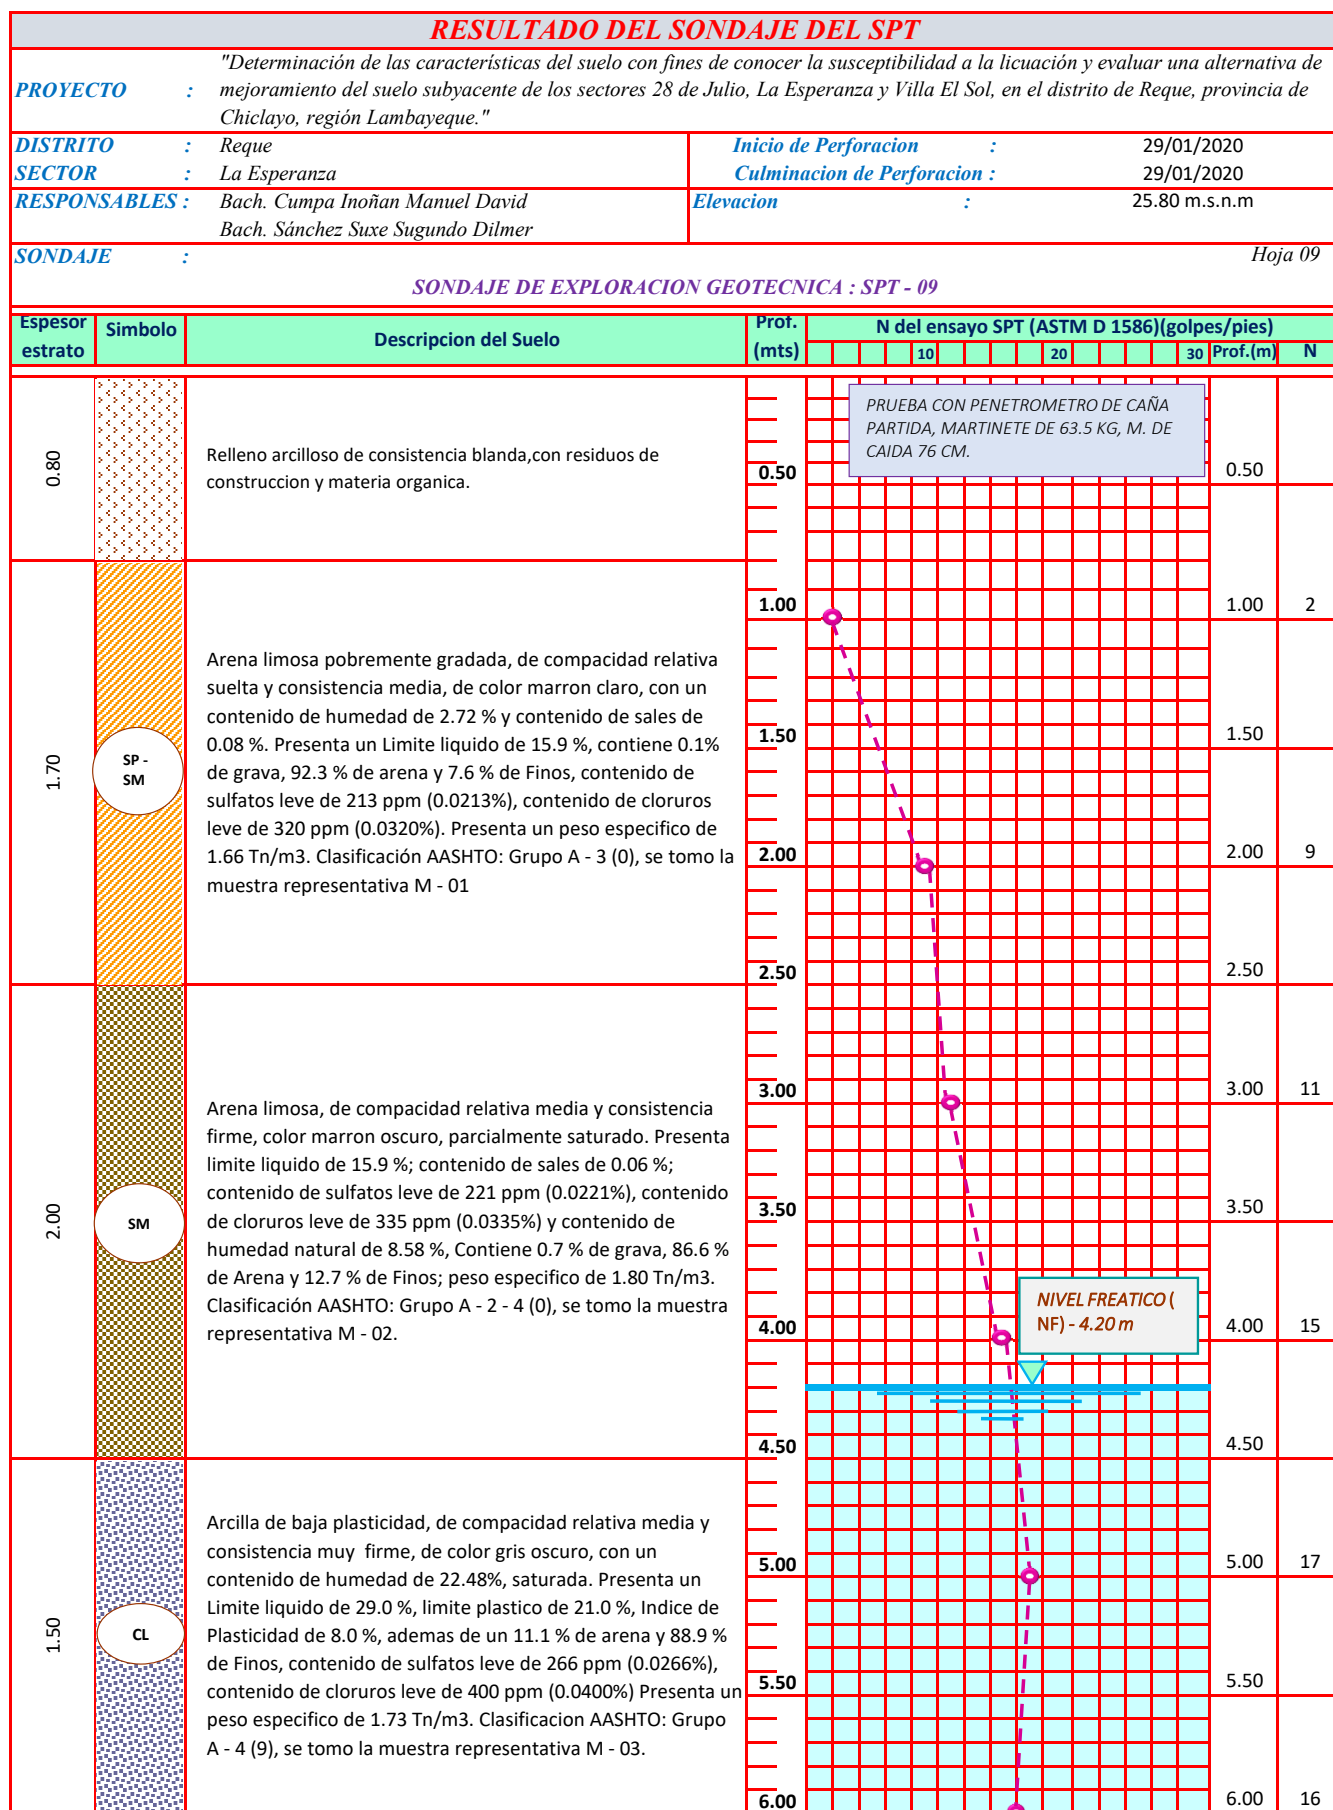 RESULTADO DEL SONDAJE DEL SPT
PROYECTO :
"Determinación de las características del suelo con fines de conocer la susceptibilidad a la licuación y evaluar una alternativa de
mejoramiento del suelo subyacente de los sectores 28 de Julio, La Esperanza y Villa El Sol, en el distrito de Reque, provincia de
Chiclayo, región Lambayeque."
DISTRITO : Reque
Inicio de Perforacion : 29/01/2020
SECTOR : La Esperanza
Culminacion de Perforacion : 29/01/2020
RESPONSABLES : Bach. Cumpa Inoñan Manuel David
Elevacion : 25.80 m.s.n.m
Bach. Sánchez Suxe Sugundo Dilmer
SONDAJE :
Hoja 09
SONDAJE DE EXPLORACION GEOTECNICA : SPT - 09
Espesor
estrato
Simbolo
Descripcion del Suelo
Prof.
(mts)
N del ensayo SPT (ASTM D 1586)(golpes/pies)
10 20 30 Prof.(m) N
PRUEBA CON PENETROMETRO DE CAÑA
PARTIDA, MARTINETE DE 63.5 KG, M. DE
CAIDA 76 CM.
0.80
Relleno arcilloso de consistencia blanda,con residuos de
construccion y materia organica.
0.50
0.50
1.00
1.00 2
1.70
SP -
SM
Arena limosa pobremente gradada, de compacidad relativa
suelta y consistencia media, de color marron claro, con un
contenido de humedad de 2.72 % y contenido de sales de
0.08 %. Presenta un Limite liquido de 15.9 %, contiene 0.1%
de grava, 92.3 % de arena y 7.6 % de Finos, contenido de
sulfatos leve de 213 ppm (0.0213%), contenido de cloruros
leve de 320 ppm (0.0320%). Presenta un peso especifico de
1.66 Tn/m3. Clasificación AASHTO: Grupo A - 3 (0), se tomo la
muestra representativa M - 01
1.50
1.50
2.00
2.00 9
2.50
2.50
3.00
3.00 11
2.00
SM
Arena limosa, de compacidad relativa media y consistencia
firme, color marron oscuro, parcialmente saturado. Presenta
limite liquido de 15.9 %; contenido de sales de 0.06 %;
contenido de sulfatos leve de 221 ppm (0.0221%), contenido
de cloruros leve de 335 ppm (0.0335%) y contenido de
humedad natural de 8.58 %, Contiene 0.7 % de grava, 86.6 %
de Arena y 12.7 % de Finos; peso especifico de 1.80 Tn/m3.
Clasificación AASHTO: Grupo A - 2 - 4 (0), se tomo la muestra
representativa M - 02.
3.50
3.50
NIVEL FREATICO (
NF) - 4.20 m
4.00
4.00 15
4.50
4.50
1.50
CL
Arcilla de baja plasticidad, de compacidad relativa media y
consistencia muy firme, de color gris oscuro, con un
contenido de humedad de 22.48%, saturada. Presenta un
Limite liquido de 29.0 %, limite plastico de 21.0 %, Indice de
Plasticidad de 8.0 %, ademas de un 11.1 % de arena y 88.9 %
de Finos, contenido de sulfatos leve de 266 ppm (0.0266%),
contenido de cloruros leve de 400 ppm (0.0400%) Presenta un
peso especifico de 1.73 Tn/m3. Clasificacion AASHTO: Grupo
A - 4 (9), se tomo la muestra representativa M - 03.
5.00
5.00 17
5.50
5.50
6.00
6.00 16